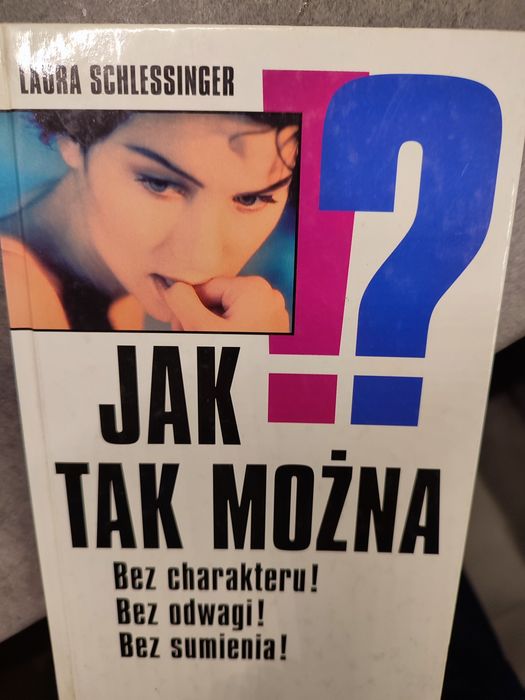 LAURA SCHLESSINGER
!?
JAK
TAK MOŻNA
Bez charakteru!
Bez odwagi!
Bez sumienia!